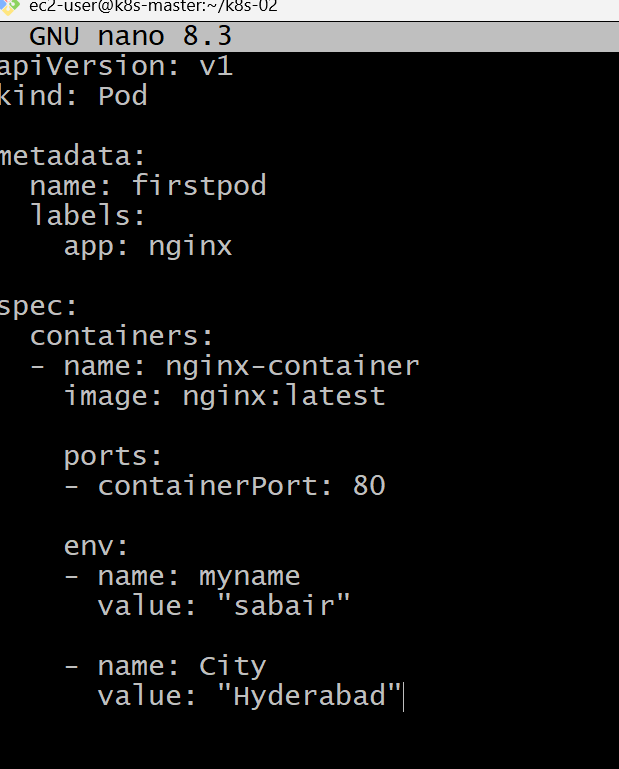 ec2-user@k8s-master:~/k8s-02
GNU nano 8.3
apiVersion: v1
kind: Pod
metadata:
  name: firstpod
  labels:
    app: nginx
spec:
  containers:
  - name: nginx-container
    image: nginx:latest
    ports:
    - containerPort: 80
    env:
    - name: myname
      value: "sabair"
    - name: City
      value: "Hyderabad"